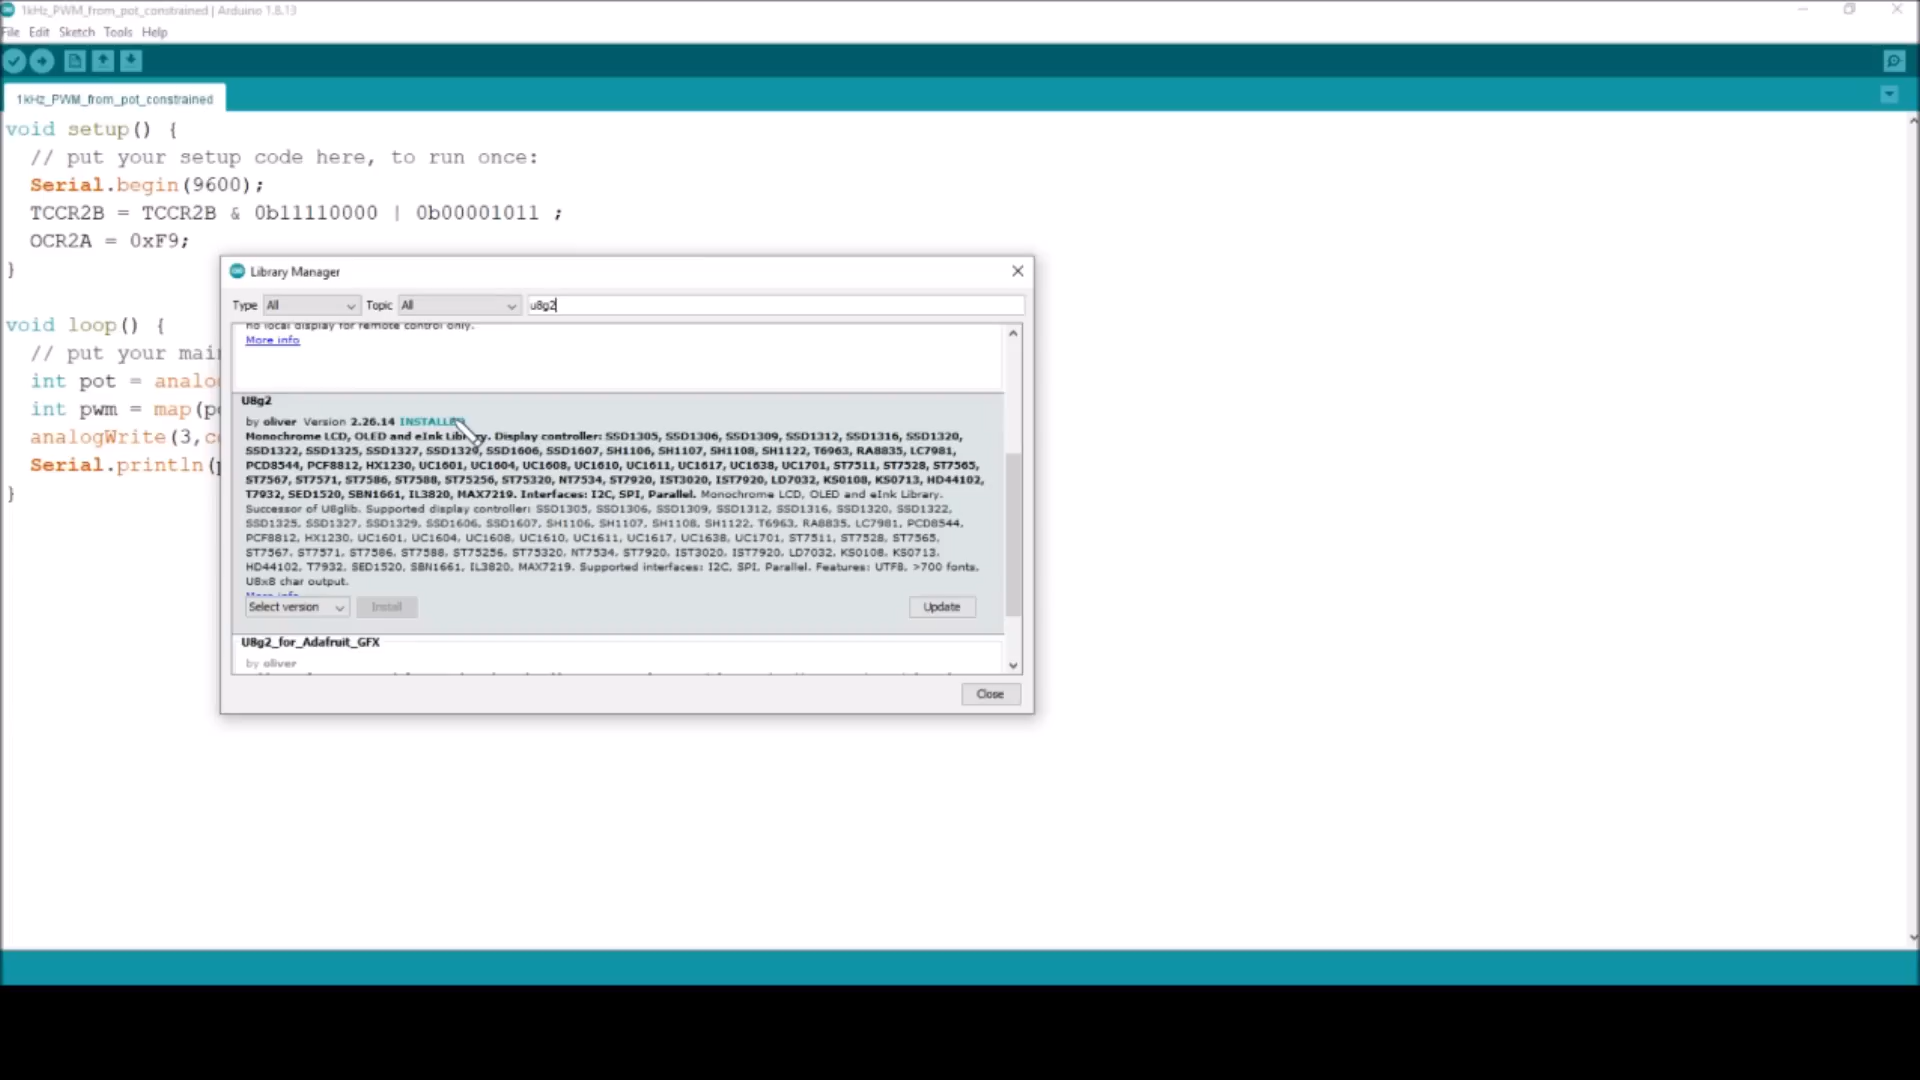 1kHz_PWM_from_pot_constrained | Arduino 1.8.13
File Edit Sketch Tools Help
1kHz_PWM_from_pot_constrained
void setup() {
// put your setup code here, to run once:
Serial.begin(9600);
TCCR2B = TCCR2B & 0b11110000 | 0b00001011 ;
OCR2A = 0xF9;
}
void loop() {
// put your mai
int pot = analo
int pwm = map(p
analogWrite(3,c
Serial.println(
}
Library Manager
Type All Topic All u8g2
no local display for remote control only.
More info
U8g2
by oliver Version 2.26.14 INSTALLED
Monochrome LCD, OLED and eInk Library. Display controller: SSD1305, SSD1306, SSD1309, SSD1312, SSD1316, SSD1320,
SSD1322, SSD1325, SSD1327, SSD1329, SSD1606, SSD1607, SH1106, SH1107, SH1108, SH1122, T6963, RA8835, LC7981,
PCD8544, PCF8812, HX1230, UC1601, UC1604, UC1608, UC1610, UC1611, UC1617, UC1638, UC1701, ST7511, ST7528, ST7565,
ST7567, ST7571, ST7586, ST7588, ST75256, ST75320, NT7534, ST7920, IST3020, IST7920, LD7032, KS0108, KS0713, HD44102,
T7932, SED1520, SBN1661, IL3820, MAX7219. Interfaces: I2C, SPI, Parallel. Monochrome LCD, OLED and eInk Library.
Successor of U8glib. Supported display controller: SSD1305, SSD1306, SSD1309, SSD1312, SSD1316, SSD1320, SSD1322,
SSD1325, SSD1327, SSD1329, SSD1606, SSD1607, SH1106, SH1107, SH1108, SH1122, T6963, RA8835, LC7981, PCD8544,
PCF8812, HX1230, UC1601, UC1604, UC1608, UC1610, UC1611, UC1617, UC1638, UC1701, ST7511, ST7528, ST7565,
ST7567, ST7571, ST7586, ST7588, ST75256, ST75320, NT7534, ST7920, IST3020, IST7920, LD7032, KS0108, KS0713,
HD44102, T7932, SED1520, SBN1661, IL3820, MAX7219. Supported interfaces: I2C, SPI, Parallel. Features: UTF8, >700 fonts,
U8x8 char output.
More info
Select version Install Update
U8g2_for_Adafruit_GFX
by oliver
Close